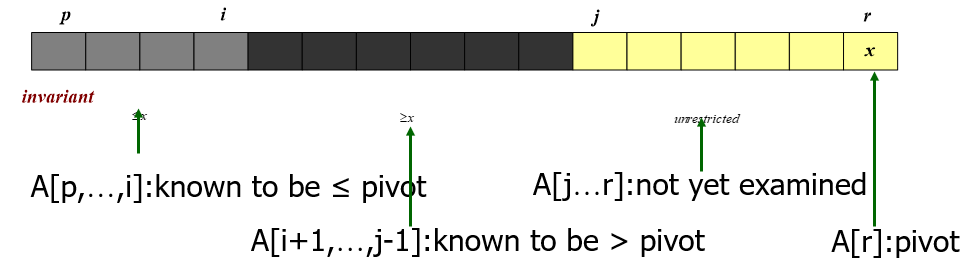 p i j r
x
invariant
≤x ≥x unrestricted
A[p,…,i]:known to be ≤ pivot A[j…r]:not yet examined
A[i+1,…,j-1]:known to be > pivot A[r]:pivot